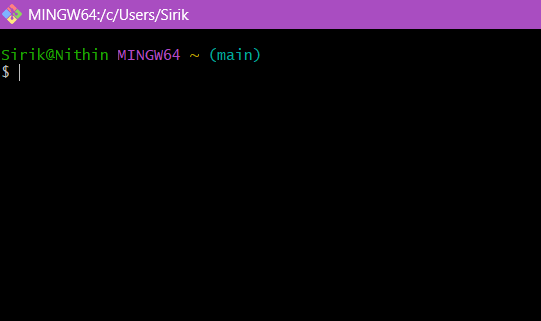 MINGW64:/c/Users/Sirik
Sirik@Nithin MINGW64 ~ (main)
$